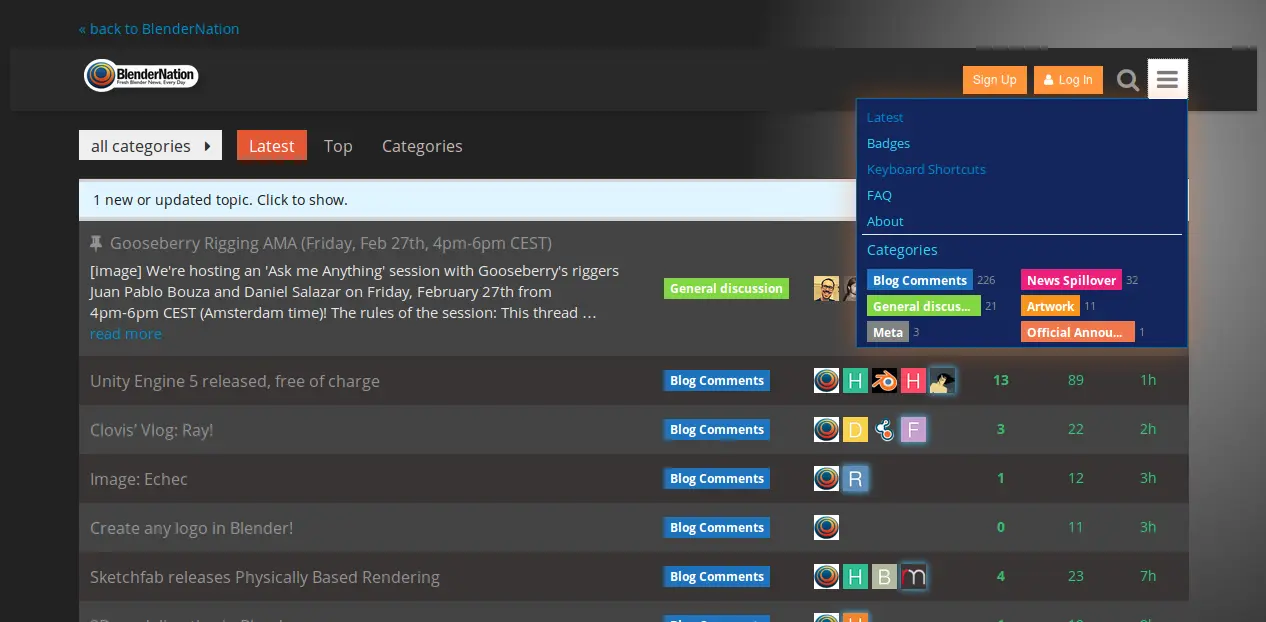 « back to BlenderNation
BlenderNation
Fresh Blender News, Every Day
Sign Up
Log In
Latest
Badges
Keyboard Shortcuts
FAQ
About
Categories
Blog Comments 226
News Spillover 32
General discus... 21
Artwork 11
Meta 3
Official Annou... 1
all categories
Latest
Top
Categories
1 new or updated topic. Click to show.
Gooseberry Rigging AMA (Friday, Feb 27th, 4pm-6pm CEST)
[image] We're hosting an 'Ask me Anything' session with Gooseberry's riggers
Juan Pablo Bouza and Daniel Salazar on Friday, February 27th from
4pm-6pm CEST (Amsterdam time)! The rules of the session: This thread …
read more
General discussion
Unity Engine 5 released, free of charge
Blog Comments
H
H
13
89
1h
Clovis’ Vlog: Ray!
Blog Comments
D
F
3
22
2h
Image: Echec
Blog Comments
R
1
12
3h
Create any logo in Blender!
Blog Comments
0
11
3h
Sketchfab releases Physically Based Rendering
Blog Comments
H
B
m
4
23
7h
Blog Comments